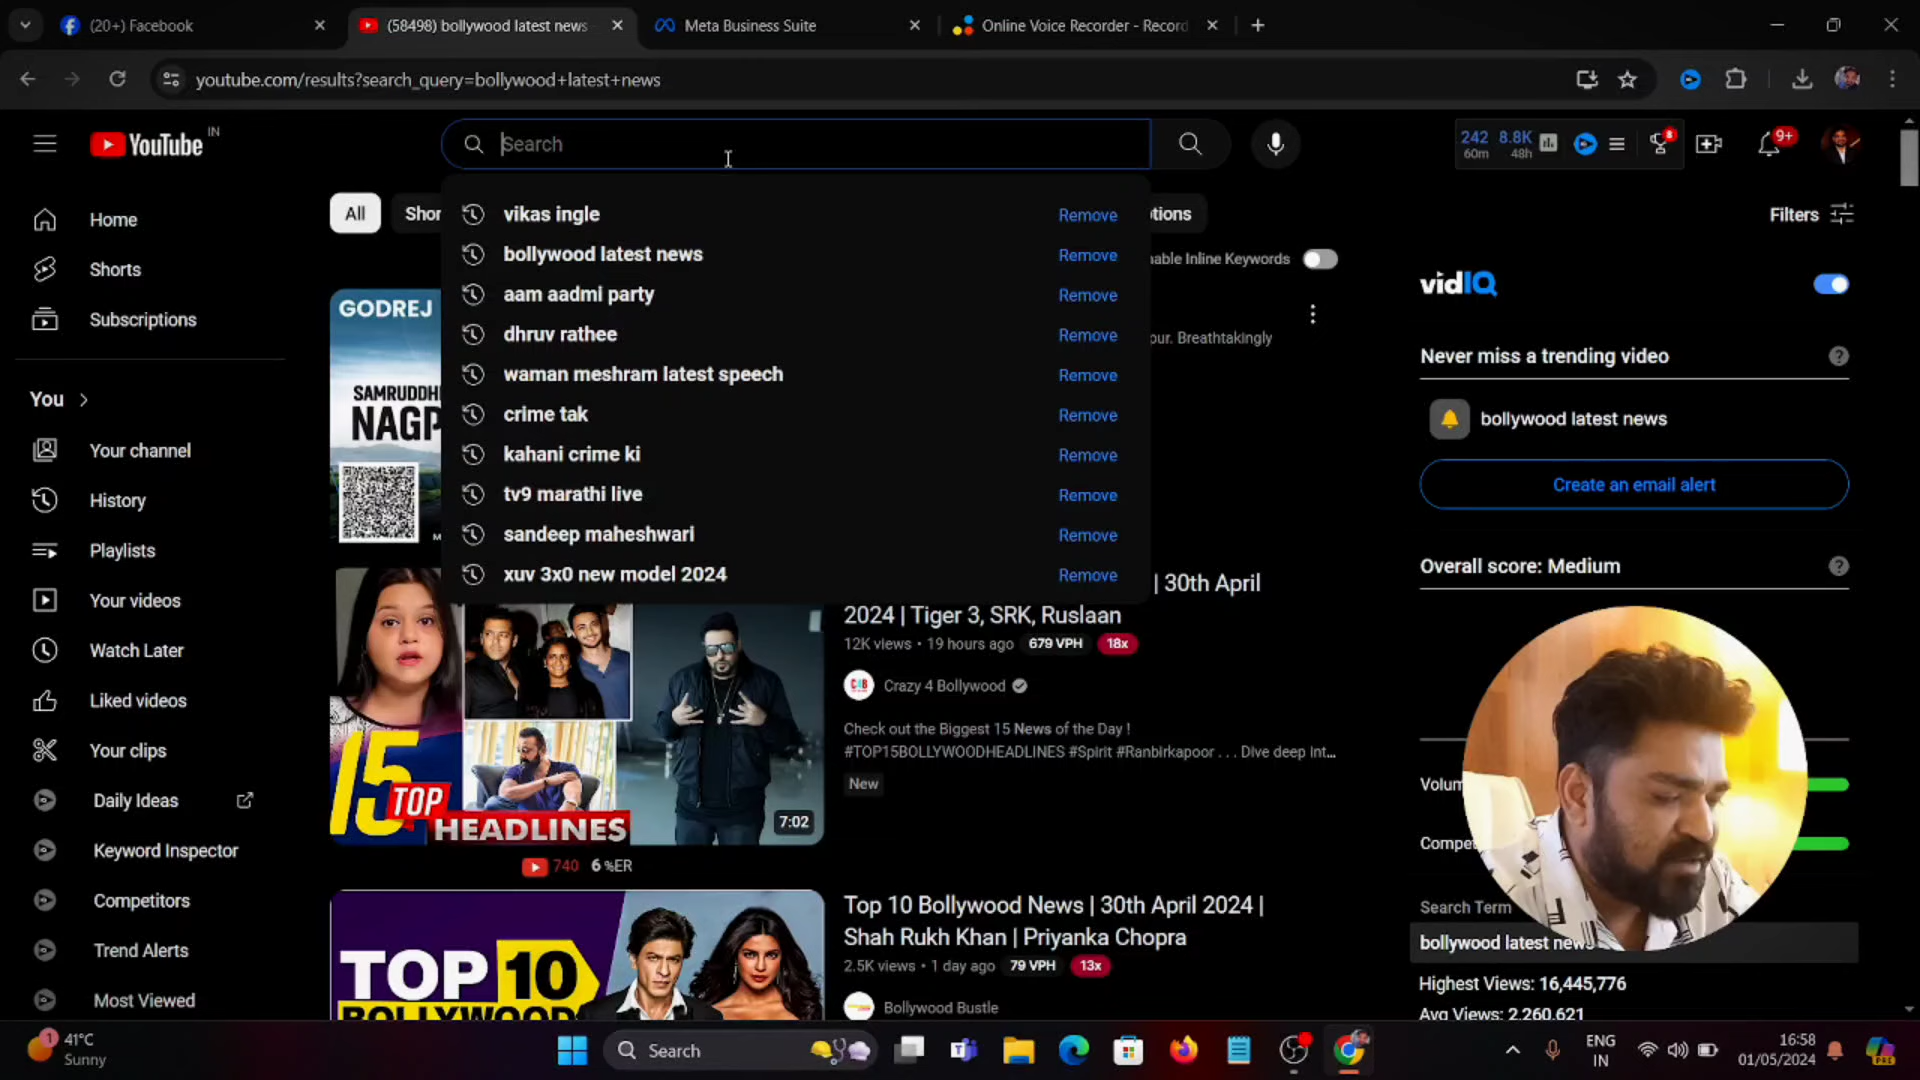 (20+) Facebook
(58498) bollywood latest news
Meta Business Suite
Online Voice Recorder - Record
youtube.com/results?search_query=bollywood+latest+news
YouTube IN
Search
242 60m
8.8K 48h
8
9+
Home
Shorts
Subscriptions
You
Your channel
History
Playlists
Your videos
Watch Later
Liked videos
Your clips
Daily Ideas
Keyword Inspector
Competitors
Trend Alerts
Most Viewed
All
Shor
tions
Filters
vikas ingle Remove
bollywood latest news Remove
aam aadmi party Remove
dhruv rathee Remove
waman meshram latest speech Remove
crime tak Remove
kahani crime ki Remove
tv9 marathi live Remove
sandeep maheshwari Remove
xuv 3x0 new model 2024 Remove
nable Inline Keywords
our. Breathtakingly
GODREJ
SAMRUDDHI
NAGP
15 TOP
HEADLINES
7:02
740 6 %ER
| 30th April
2024 | Tiger 3, SRK, Ruslaan
12K views • 19 hours ago 679 VPH 18x
Crazy 4 Bollywood
Check out the Biggest 15 News of the Day !
#TOP15BOLLYWOODHEADLINES #Spirit #Ranbirkapoor . . . Dive deep int...
New
TOP 10
BOLLYWOOD
Top 10 Bollywood News | 30th April 2024 |
Shah Rukh Khan | Priyanka Chopra
2.5K views • 1 day ago 79 VPH 13x
Bollywood Bustle
vidIQ
Never miss a trending video
bollywood latest news
Create an email alert
Overall score: Medium
Volum
Compe
Search Term
bollywood latest news
Highest Views: 16,445,776
Avg Views: 2,260,621
1
41°C
Sunny
Search
ENG
IN
16:58
01/05/2024
PRE